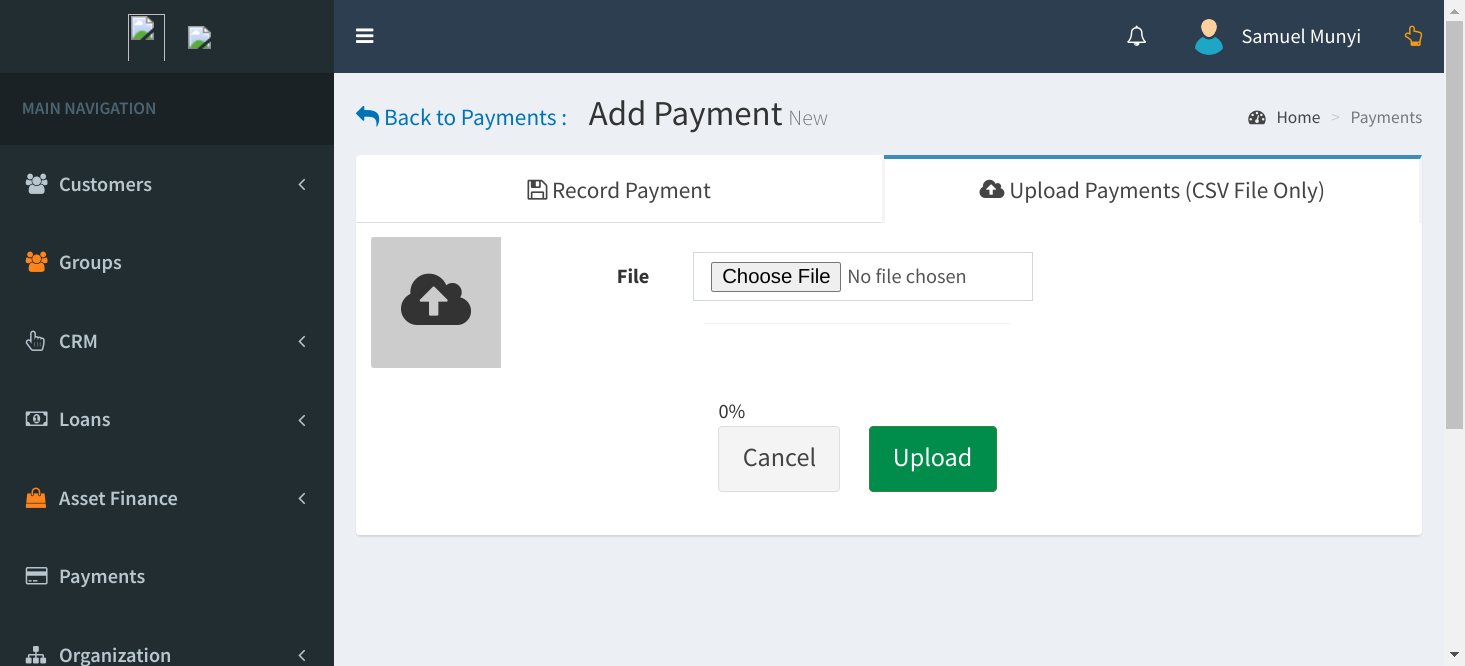 Samuel Munyi
MAIN NAVIGATION
Back to Payments : Add Payment New
Home > Payments
Customers
Groups
CRM
Loans
Asset Finance
Payments
Organization
Record Payment
Upload Payments (CSV File Only)
File
Choose File No file chosen
0%
Cancel
Upload